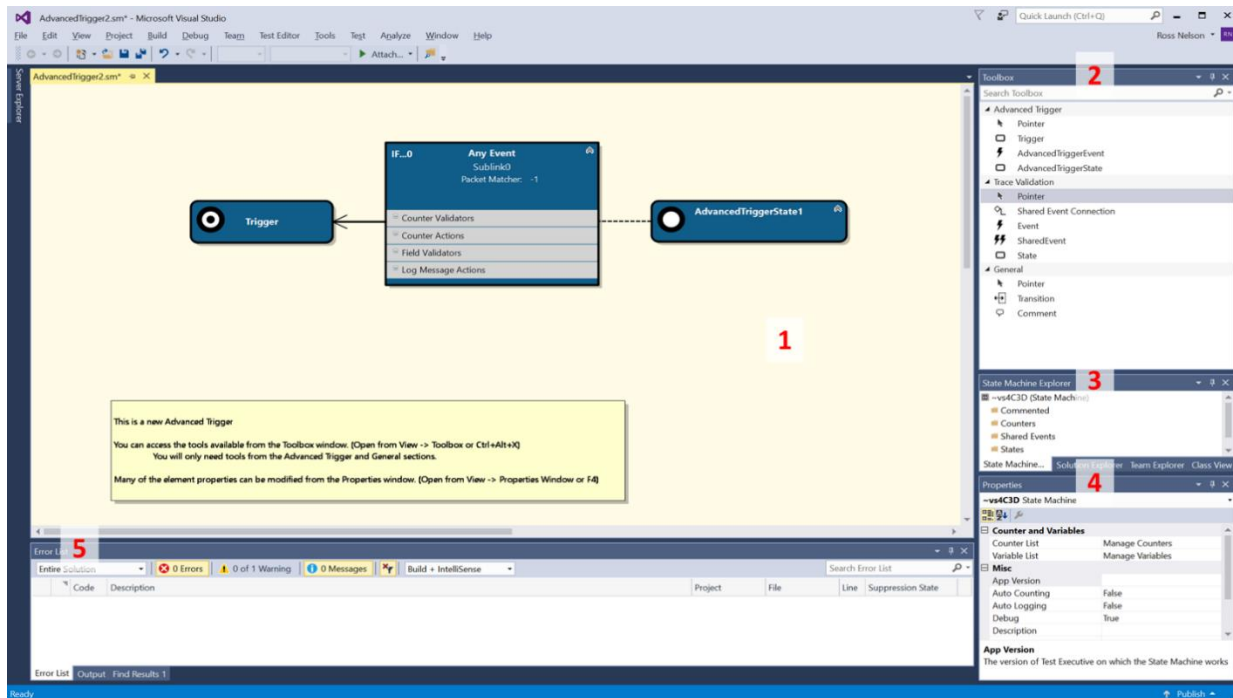 AdvancedTrigger2.sm* - Microsoft Visual Studio
Quick Launch (Ctrl+Q)
File Edit View Project Build Debug Team Test Editor Tools Test Analyze Window Help
Ross Nelson RN
Attach...
Server Explorer
AdvancedTrigger2.sm*
IF...0 Any Event
Sublink0
Packet Matcher: -1
Counter Validators
Counter Actions
Field Validators
Log Message Actions
Trigger
AdvancedTriggerState1
1
This is a new Advanced Trigger
You can access the tools available from the Toolbox window. (Open from View -> Toolbox or Ctrl+Alt+X)
You will only need tools from the Advanced Trigger and General sections.
Many of the element properties can be modified from the Properties window. (Open from View -> Properties Window or F4)
Toolbox 2
Search Toolbox
Advanced Trigger
Pointer
Trigger
AdvancedTriggerEvent
AdvancedTriggerState
Trace Validation
Pointer
Shared Event Connection
Event
SharedEvent
State
General
Pointer
Transition
Comment
State Machine Explorer 3
~vs4C3D (State Machine)
Commented
Counters
Shared Events
States
State Machine... Solution Explorer Team Explorer Class View
Properties 4
~vs4C3D State Machine
Counter and Variables
Counter List Manage Counters
Variable List Manage Variables
Misc
App Version
Auto Counting False
Auto Logging False
Debug True
Description
App Version
The version of Test Executive on which the State Machine works
Error List 5
Entire Solution 0 Errors 0 of 1 Warning 0 Messages Build + IntelliSense Search Error List
Code Description Project File Line Suppression State
Error List Output Find Results 1
Ready Publish